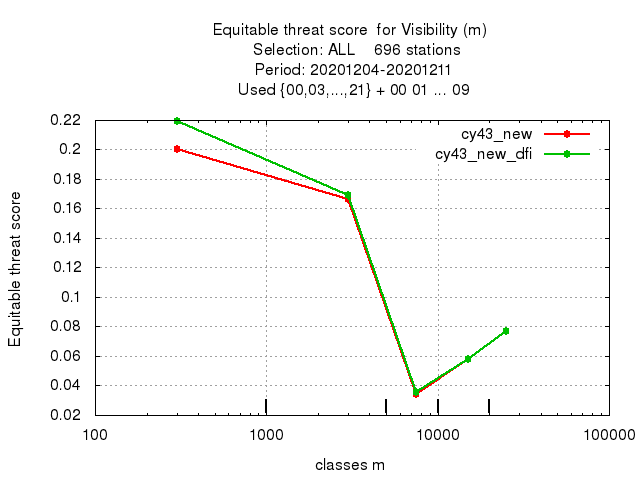 Equitable threat score  for Visibility (m)
Selection: ALL    696 stations
Period: 20201204-20201211
Used {00,03,...,21} + 00 01 ... 09
cy43_new
cy43_new_dfi
Equitable threat score
0.22
0.2
0.18
0.16
0.14
0.12
0.1
0.08
0.06
0.04
0.02
100
1000
10000
100000
classes m